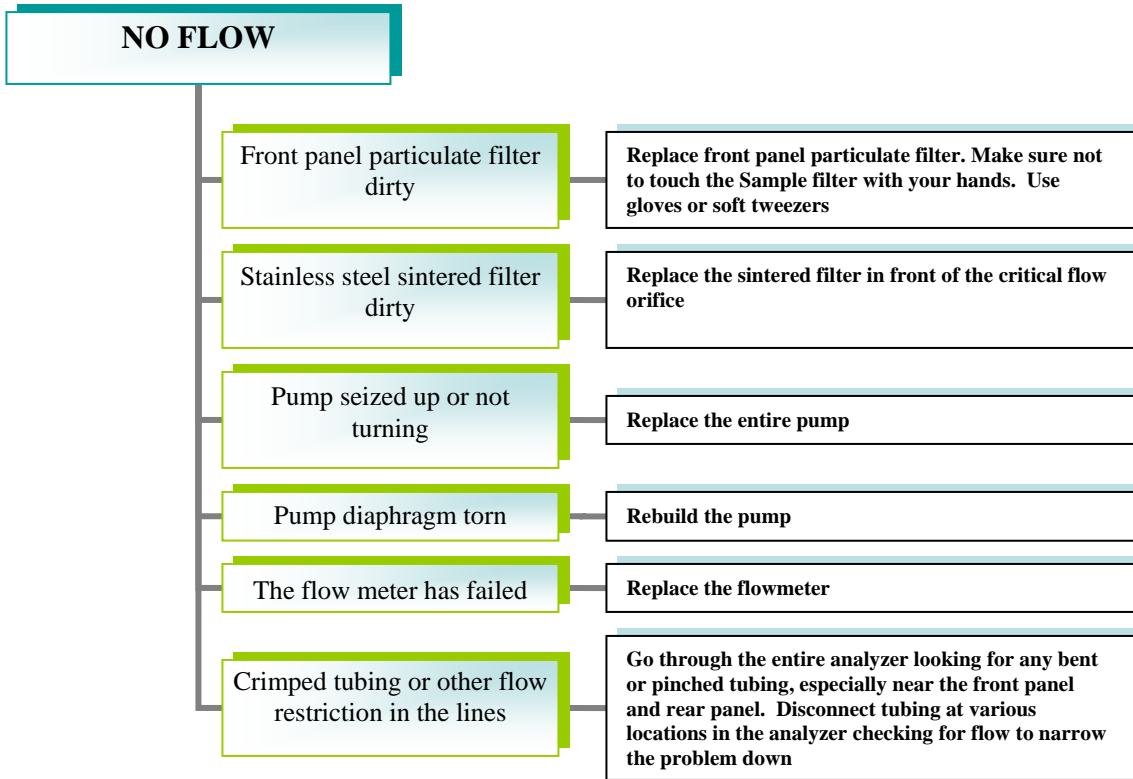 NO FLOW
Front panel particulate filter
dirty
Replace front panel particulate filter. Make sure not
to touch the Sample filter with your hands.  Use
gloves or soft tweezers
Stainless steel sintered filter
dirty
Replace the sintered filter in front of the critical flow
orifice
Pump seized up or not
turning
Replace the entire pump
Pump diaphragm torn
Rebuild the pump
The flow meter has failed
Replace the flowmeter
Crimped tubing or other flow
restriction in the lines
Go through the entire analyzer looking for any bent
or pinched tubing, especially near the front panel
and rear panel.  Disconnect tubing at various
locations in the analyzer checking for flow to narrow
the problem down